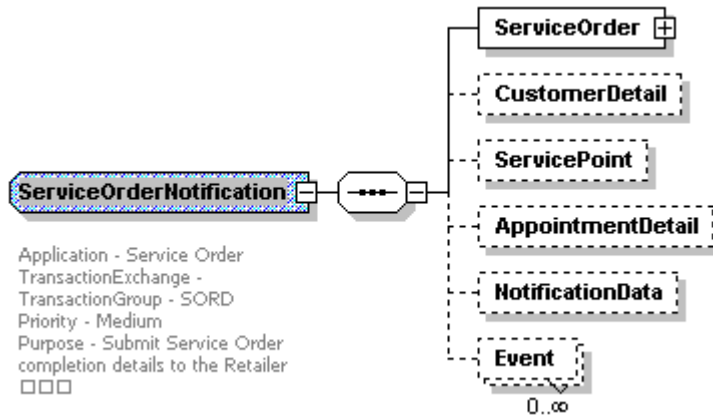 ServiceOrder
CustomerDetail
ServicePoint
ServiceOrderNotification
AppointmentDetail
NotificationData
Event
0..∞
Application - Service Order
TransactionExchange -
TransactionGroup - SORD
Priority - Medium
Purpose - Submit Service Order
completion details to the Retailer
□□□